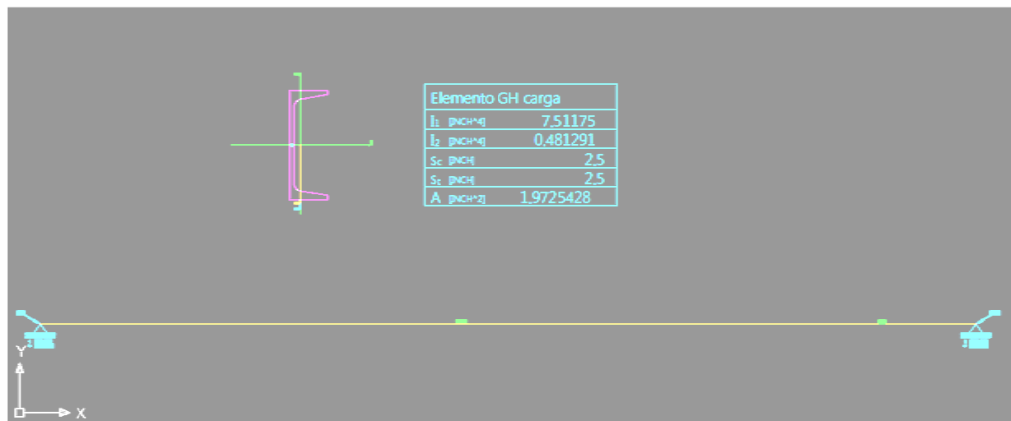 Elemento GH carga
I₁ [INCH^4] 7,51175
I₂ [INCH^4] 0,481291
Sc [INCH] 2,5
St [INCH] 2,5
A [INCH^2] 1,9725428
Y
X